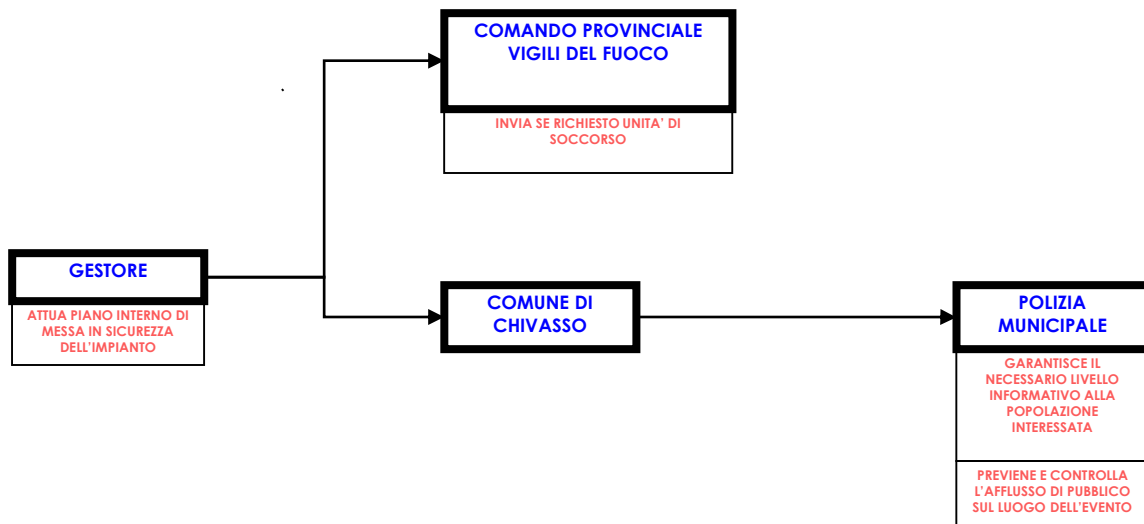 COMANDO PROVINCIALE
VIGILI DEL FUOCO
INVIA SE RICHIESTO UNITA' DI
SOCCORSO
GESTORE
ATTUA PIANO INTERNO DI
MESSA IN SICUREZZA
DELL'IMPIANTO
COMUNE DI
CHIVASSO
POLIZIA
MUNICIPALE
GARANTISCE IL
NECESSARIO LIVELLO
INFORMATIVO ALLA
POPOLAZIONE
INTERESSATA
PREVIENE E CONTROLLA
L'AFFLUSSO DI PUBBLICO
SUL LUOGO DELL'EVENTO